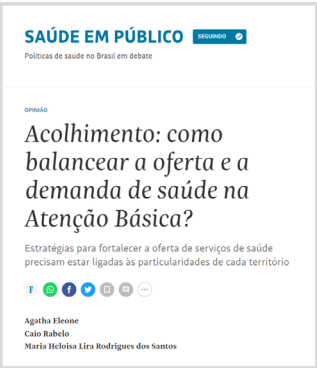 SAÚDE EM PÚBLICO SEGUINDO
Políticas de saúde no Brasil em debate
OPINIÃO
Acolhimento: como
balancear a oferta e a
demanda de saúde na
Atenção Básica?
Estratégias para fortalecer a oferta de serviços de saúde
precisam estar ligadas às particularidades de cada território
F
Agatha Eleone
Caio Rabelo
Maria Heloisa Lira Rodrigues dos Santos